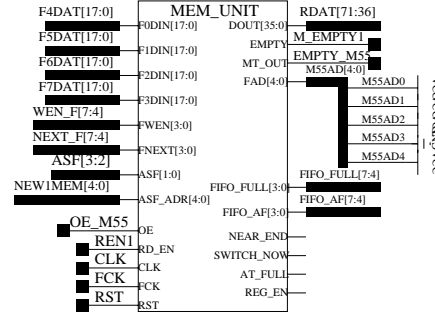 MEM_UNIT
F4DAT[17:0]
F0DIN[17:0]
DOUT[35:0]
RDAT[71:36]
F5DAT[17:0]
F1DIN[17:0]
EMPTY
M_EMPTY1
F6DAT[17:0]
F2DIN[17:0]
MT_OUT
EMPTY_M55
F7DAT[17:0]
F3DIN[17:0]
FAD[4:0]
M55AD[4:0]
M55AD0
WEN_F[7:4]
FWEN[3:0]
M55AD1
M55AD2
NEXT_F[7:4]
FNEXT[3:0]
M55AD3
ASF[3:2]
ASF[1:0]
M55AD4
NEW1MEM[4:0]
ASF_ADR[4:0]
FIFO_FULL[3:0]
FIFO_FULL[7:4]
FIFO_AF[3:0]
FIFO_AF[7:4]
OE_M55
OE
NEAR_END
REN1
RD_EN
SWITCH_NOW
CLK
CLK
AT_FULL
FCK
FCK
REG_EN
RST
RST